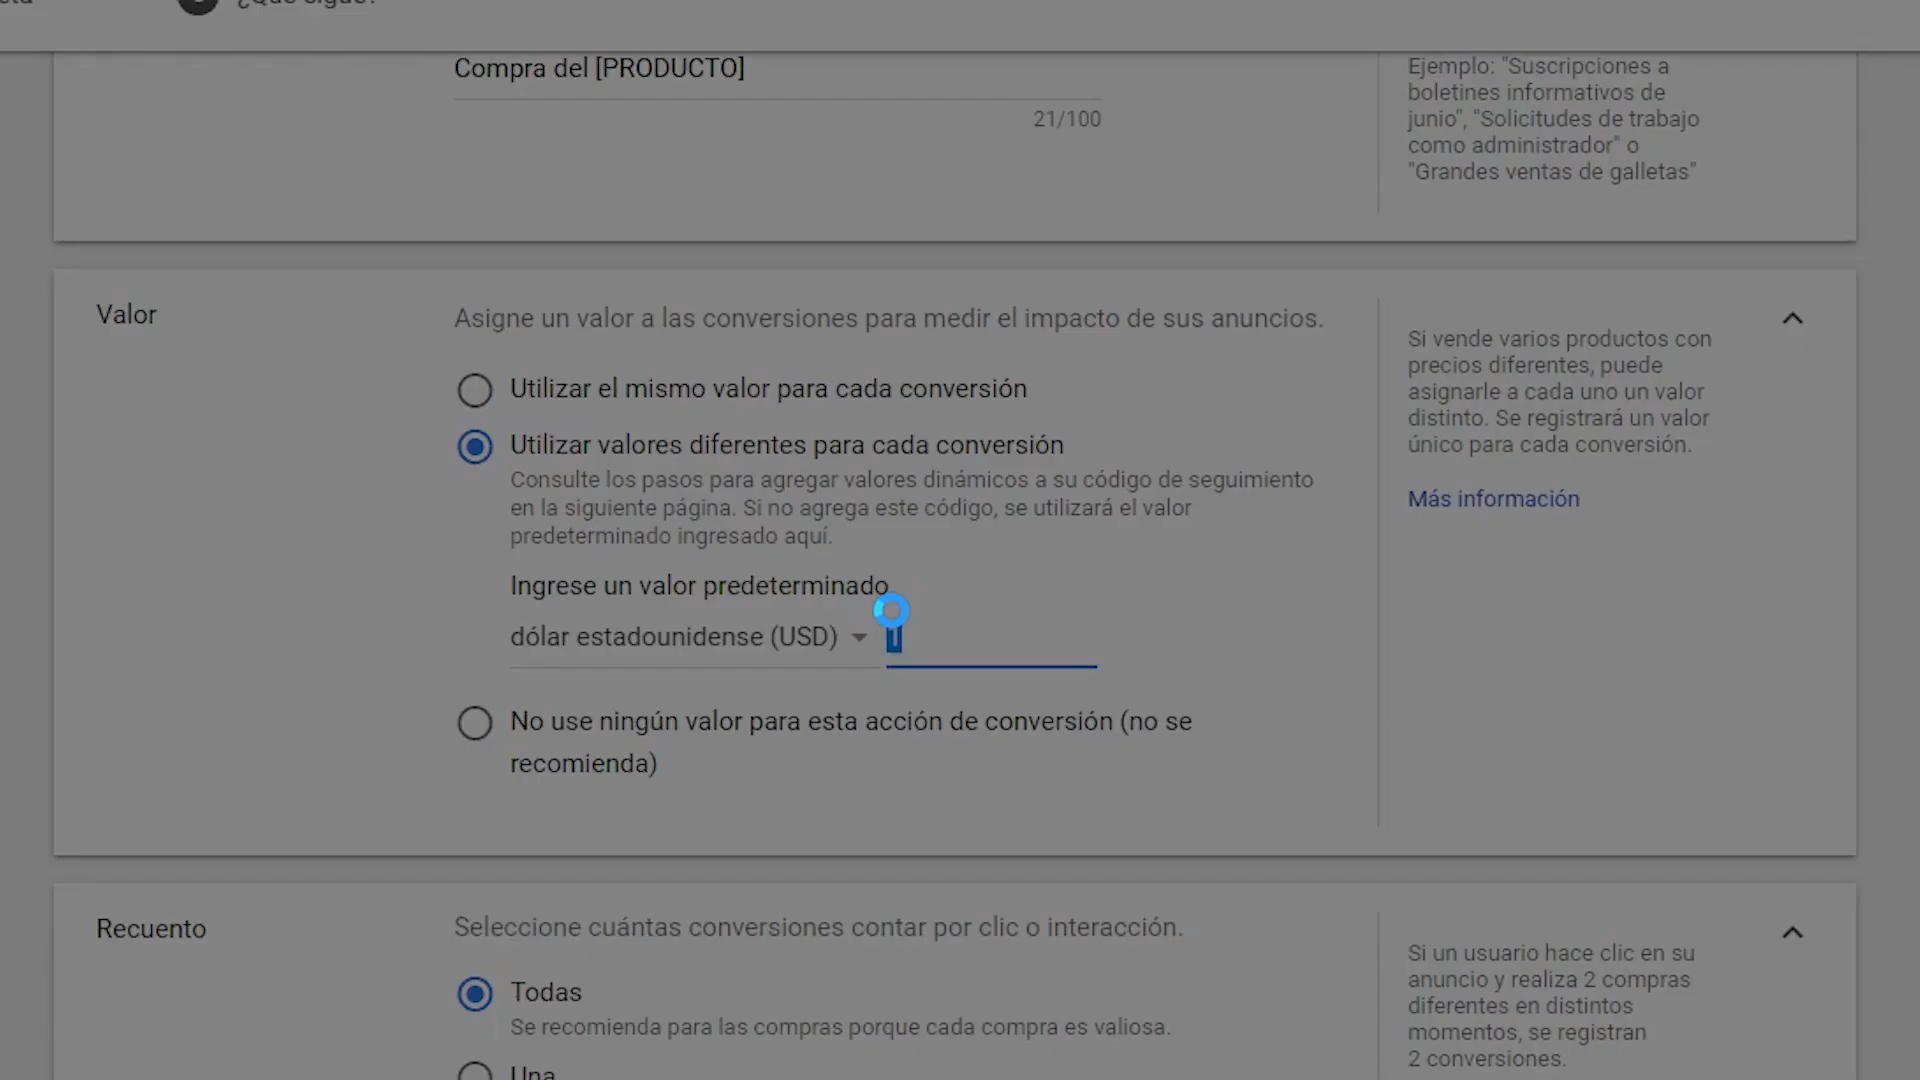 ¿Qué sigue?
Compra del [PRODUCTO]
21/100
Ejemplo: "Suscripciones a
boletines informativos de
junio", "Solicitudes de trabajo
como administrador" o
"Grandes ventas de galletas"
Valor
Asigne un valor a las conversiones para medir el impacto de sus anuncios.
Utilizar el mismo valor para cada conversión
Utilizar valores diferentes para cada conversión
Consulte los pasos para agregar valores dinámicos a su código de seguimiento
en la siguiente página. Si no agrega este código, se utilizará el valor
predeterminado ingresado aquí.
Ingrese un valor predeterminado
dólar estadounidense (USD)
No use ningún valor para esta acción de conversión (no se
recomienda)
Si vende varios productos con
precios diferentes, puede
asignarle a cada uno un valor
distinto. Se registrará un valor
único para cada conversión.
Más información
Recuento
Seleccione cuántas conversiones contar por clic o interacción.
Todas
Se recomienda para las compras porque cada compra es valiosa.
Una
Si un usuario hace clic en su
anuncio y realiza 2 compras
diferentes en distintos
momentos, se registran
2 conversiones.